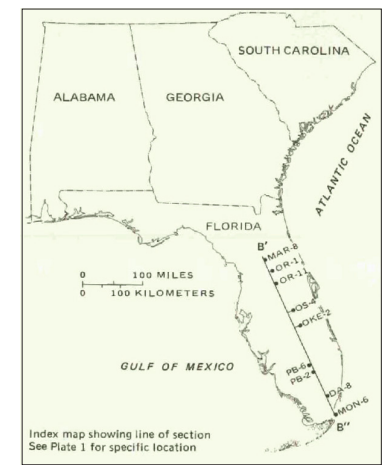 SOUTH CAROLINA
ALABAMA
GEORGIA
ATLANTIC OCEAN
FLORIDA
B'
MAR-8
OR-1
OR-11
0 100 MILES
0 100 KILOMETERS
OS-4
OKE-2
GULF OF MEXICO
PB-6
PB-2
DA-8
MON-6
B''
Index map showing line of section
See Plate 1 for specific location